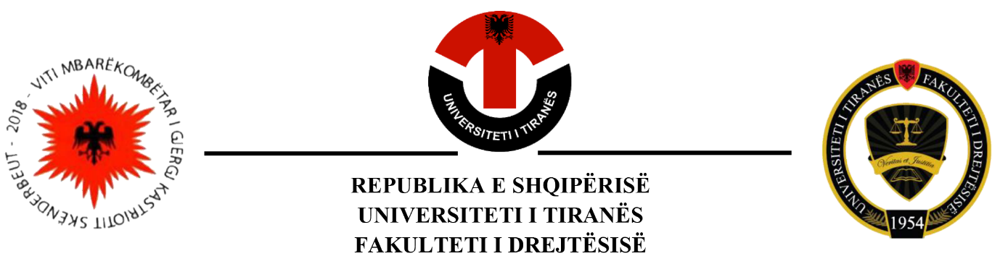 2018 - VITI MBARËKOMBËTAR I GJERGJ KASTRIOTIT SKËNDERBEUT -
UNIVERSITETI I TIRANËS
REPUBLIKA E SHQIPËRISË
UNIVERSITETI I TIRANËS
FAKULTETI I DREJTËSISË
UNIVERSITETI I TIRANËS
FAKULTETI I DREJTËSISË
Veritas et Justitia
1954